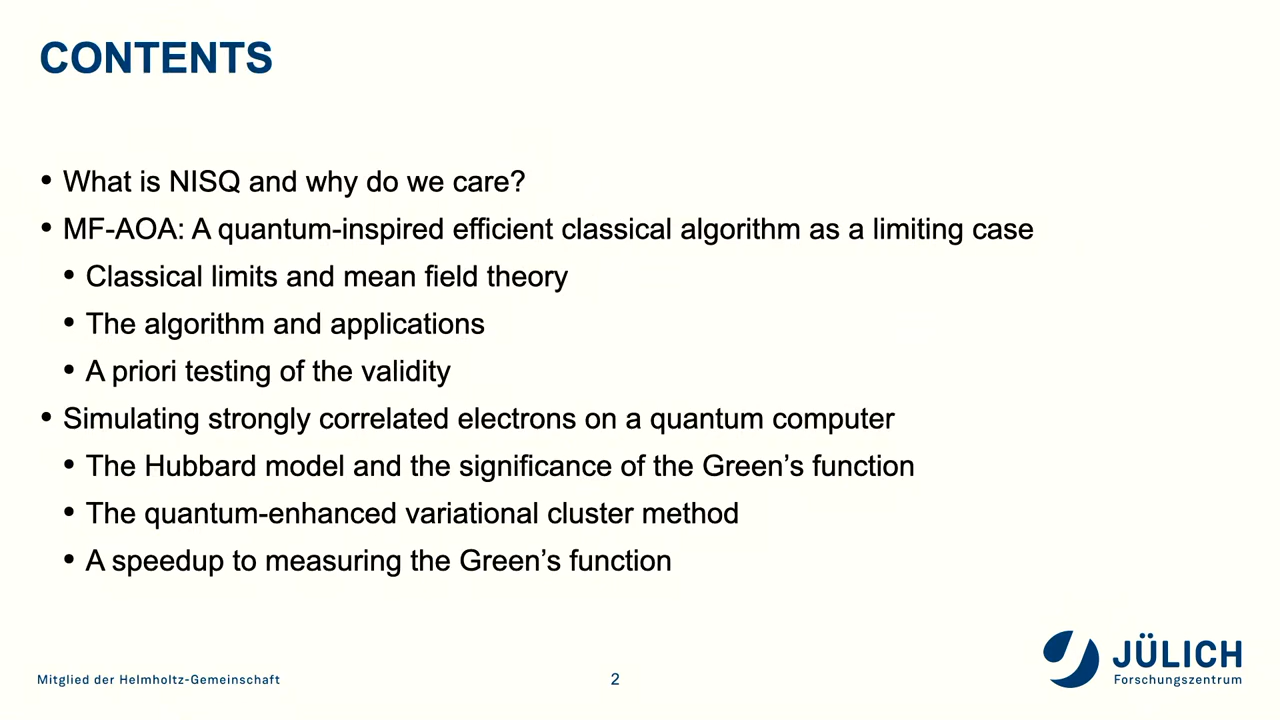 CONTENTS
• What is NISQ and why do we care?
• MF-AOA: A quantum-inspired efficient classical algorithm as a limiting case
• Classical limits and mean field theory
• The algorithm and applications
• A priori testing of the validity
• Simulating strongly correlated electrons on a quantum computer
• The Hubbard model and the significance of the Green’s function
• The quantum-enhanced variational cluster method
• A speedup to measuring the Green’s function
Mitglied der Helmholtz-Gemeinschaft
2
JÜLICH
Forschungszentrum